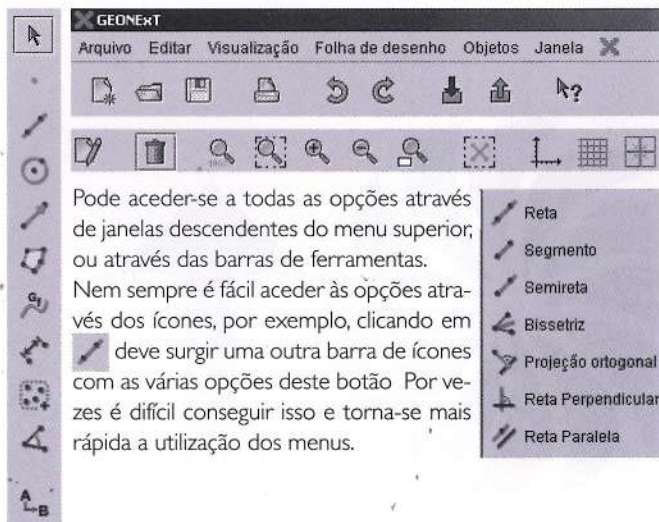 GEONExT
Arquivo Editar Visualização Folha de desenho Objetos Janela
Pode aceder-se a todas as opções através
de janelas descendentes do menu superior,
ou através das barras de ferramentas.
Nem sempre é fácil aceder às opções atra-
vés dos ícones, por exemplo, clicando em
deve surgir uma outra barra de ícones
com as várias opções deste botão Por ve-
zes é difícil conseguir isso e torna-se mais
rápida a utilização dos menus.
Reta
Segmento
Semireta
Bissetriz
Projeção ortogonal
Reta Perpendicular
Reta Paralela
Gf
A
B